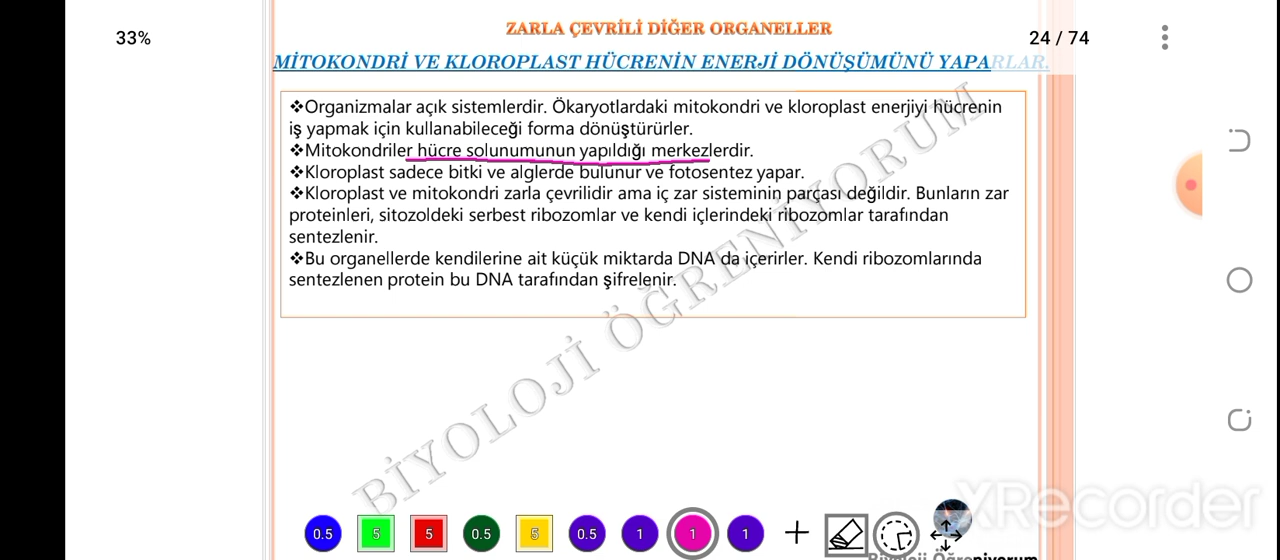 33%
ZARLA ÇEVRİLİ DİĞER ORGANELLER
24 / 74
MİTOKONDRİ VE KLOROPLAST HÜCRENİN ENERJİ DÖNÜŞÜMÜNÜ YAPARLAR.
❖Organizmalar açık sistemlerdir. Ökaryotlardaki mitokondri ve kloroplast enerjiyi hücrenin
iş yapmak için kullanabileceği forma dönüştürürler.
❖Mitokondriler hücre solunumunun yapıldığı merkezlerdir.
❖Kloroplast sadece bitki ve alglerde bulunur ve fotosentez yapar.
❖Kloroplast ve mitokondri zarla çevrilidir ama iç zar sisteminin parçası değildir. Bunların zar
proteinleri, sitozoldeki serbest ribozomlar ve kendi içlerindeki ribozomlar tarafından
sentezlenir.
❖Bu organellerde kendilerine ait küçük miktarda DNA da içerirler. Kendi ribozomlarında
sentezlenen protein bu DNA tarafından şifrelenir.
BİYOLOJİ ÖĞRENİYORUM
XRecorder
0.5 5 5 0.5 5 0.5 1 1 1
Biyoloji Öğreniyorum